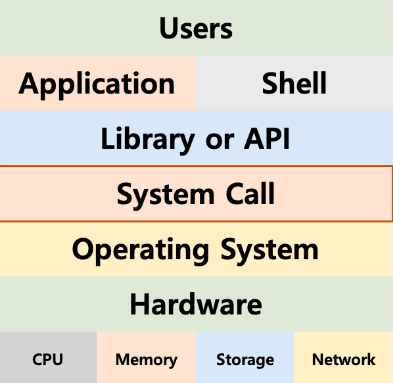 Users
Application Shell
Library or API
System Call
Operating System
Hardware
CPU Memory Storage Network